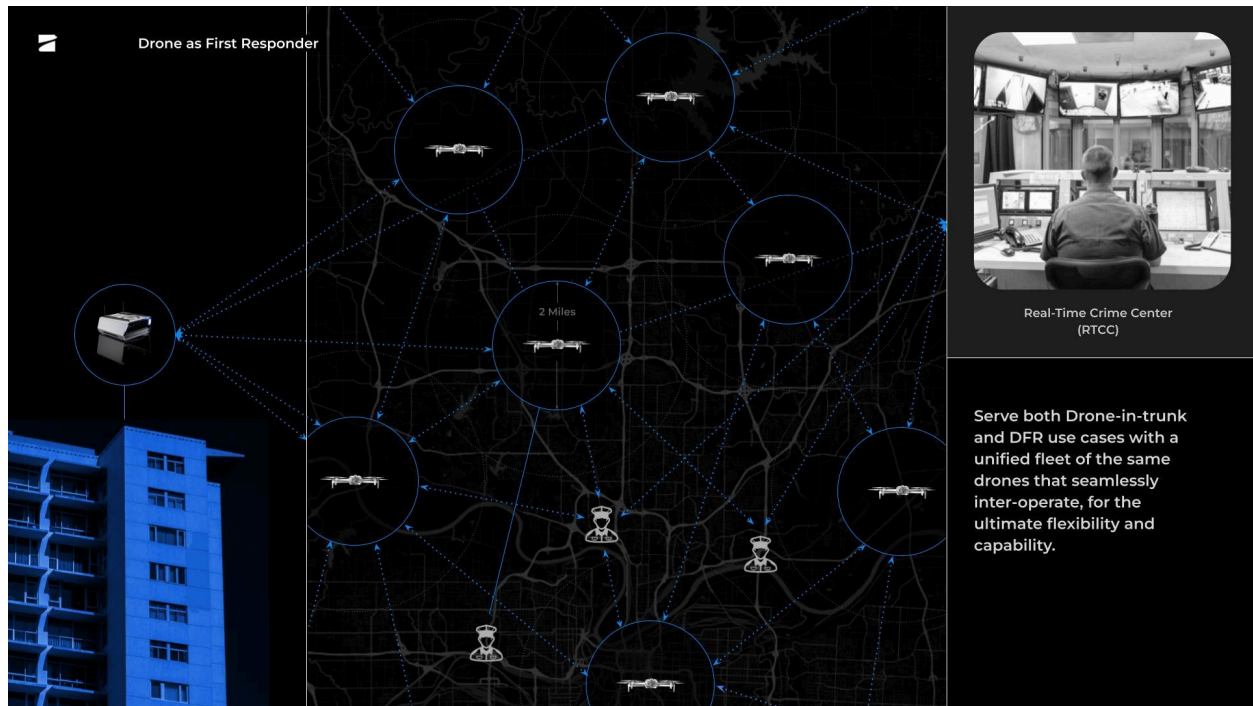 Drone as First Responder
2 Miles
Real-Time Crime Center
(RTCC)
Serve both Drone-in-trunk
and DFR use cases with a
unified fleet of the same
drones that seamlessly
inter-operate, for the
ultimate flexibility and
capability.